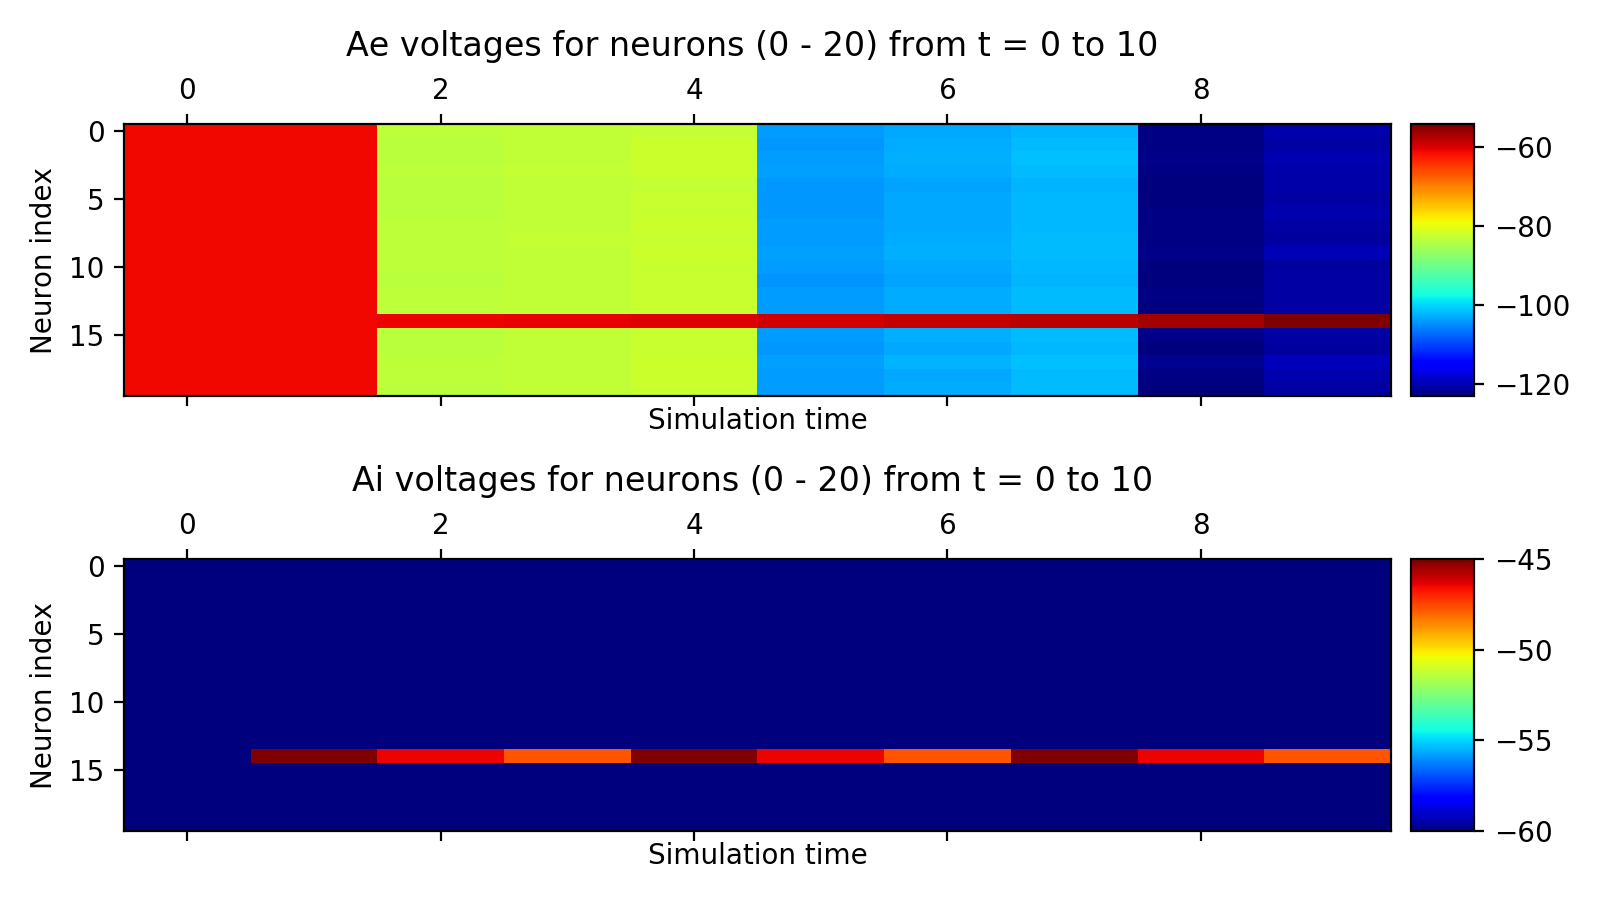 Ae voltages for neurons (0 - 20) from t = 0 to 10
0 2 4 6 8
Neuron index
0
5
10
15
Simulation time
−60
−80
−100
−120
Ai voltages for neurons (0 - 20) from t = 0 to 10
0 2 4 6 8
Neuron index
0
5
10
15
Simulation time
−45
−50
−55
−60